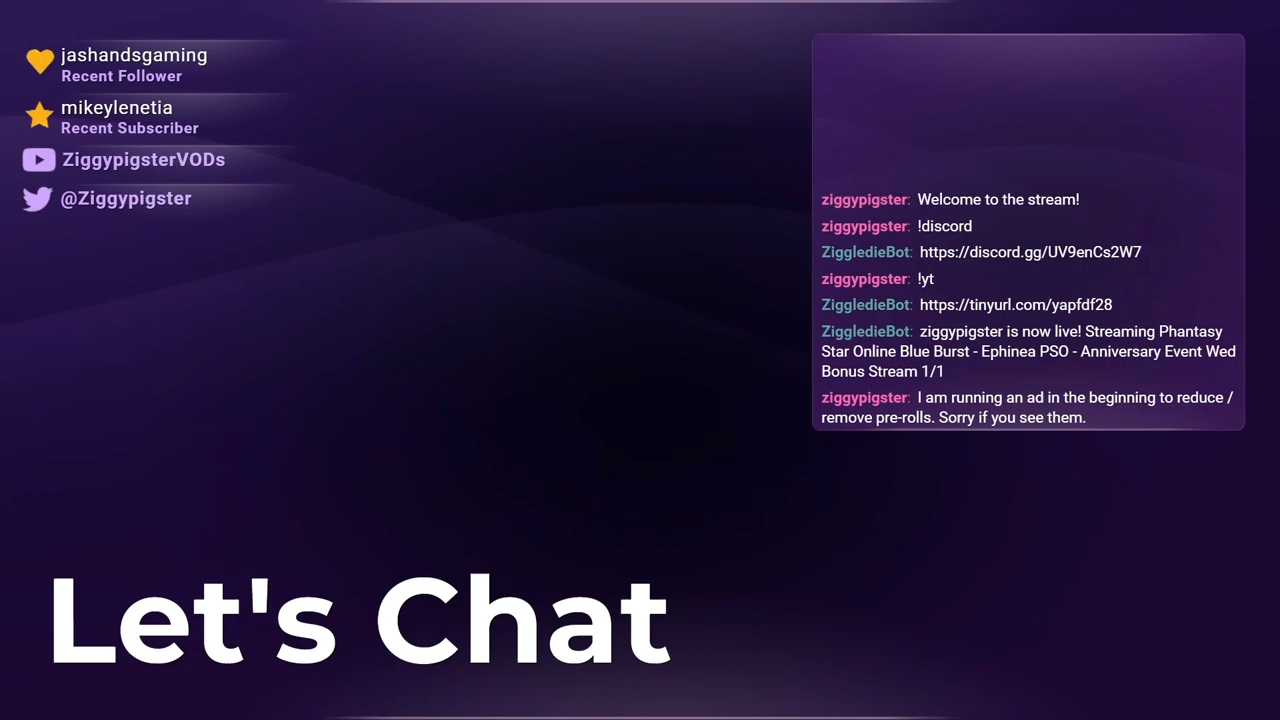 jashandsgaming
Recent Follower
mikeylenetia
Recent Subscriber
ZiggypigsterVODs
@Ziggypigster
ziggypigster: Welcome to the stream!
ziggypigster: !discord
ZiggledieBot: https://discord.gg/UV9enCs2W7
ziggypigster: !yt
ZiggledieBot: https://tinyurl.com/yapfdf28
ZiggledieBot: ziggypigster is now live! Streaming Phantasy
Star Online Blue Burst - Ephinea PSO - Anniversary Event Wed
Bonus Stream 1/1
ziggypigster: I am running an ad in the beginning to reduce /
remove pre-rolls. Sorry if you see them.
Let's Chat